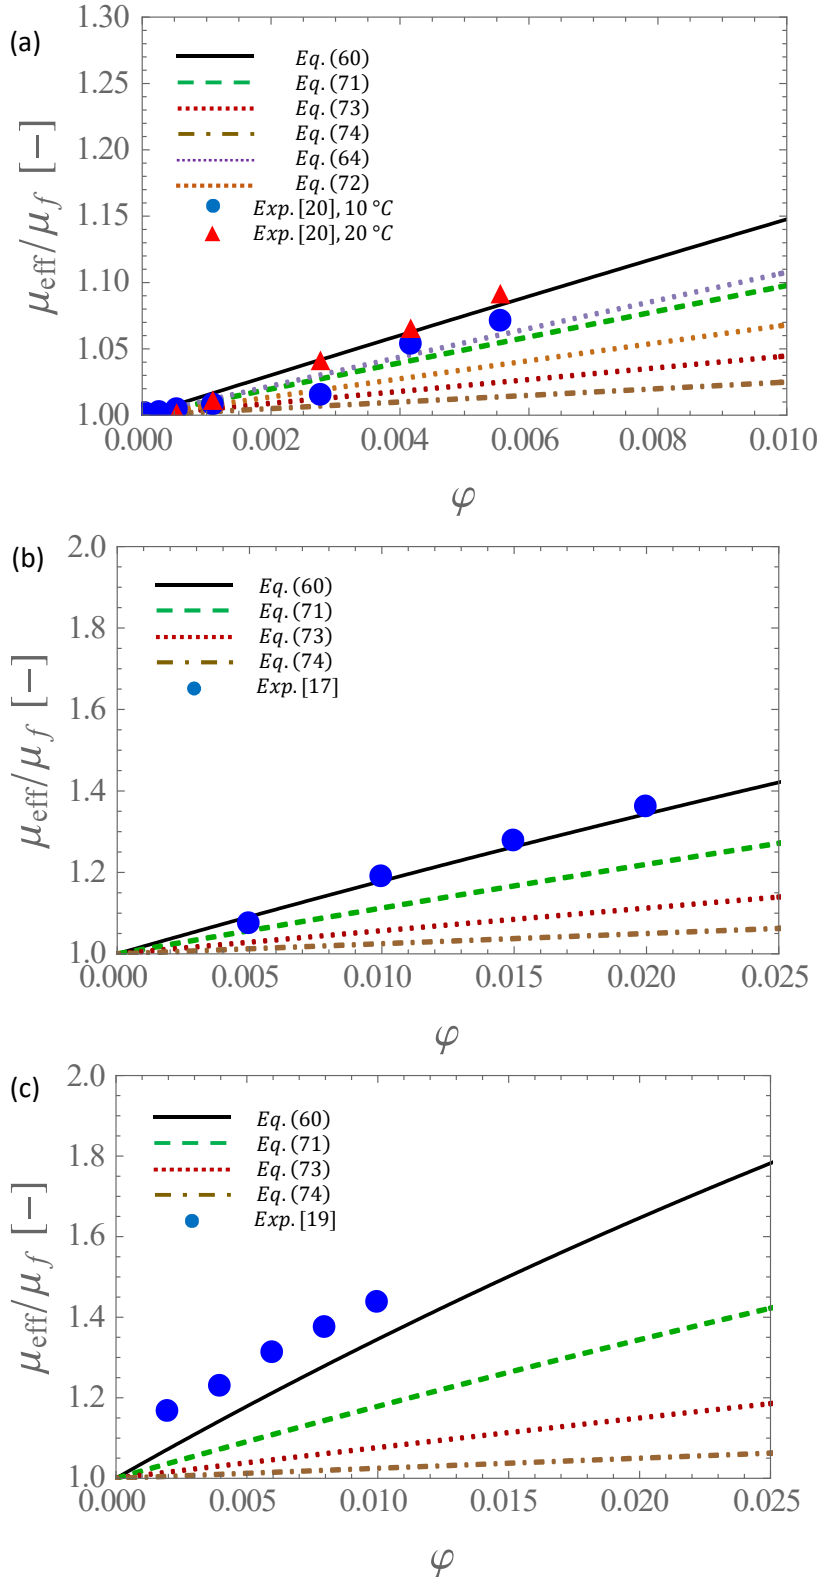 (a)
1.30
1.25
1.20
1.15
1.10
1.05
1.00
μeff/μf [−]
Eq. (60)
Eq. (71)
Eq. (73)
Eq. (74)
Eq. (64)
Eq. (72)
Exp. [20], 10 °C
Exp. [20], 20 °C
0.000 0.002 0.004 0.006 0.008 0.010
φ
(b)
2.0
1.8
1.6
1.4
1.2
1.0
μeff/μf [−]
Eq. (60)
Eq. (71)
Eq. (73)
Eq. (74)
Exp. [17]
0.000 0.005 0.010 0.015 0.020 0.025
φ
(c)
2.0
1.8
1.6
1.4
1.2
1.0
μeff/μf [−]
Eq. (60)
Eq. (71)
Eq. (73)
Eq. (74)
Exp. [19]
0.000 0.005 0.010 0.015 0.020 0.025
φ